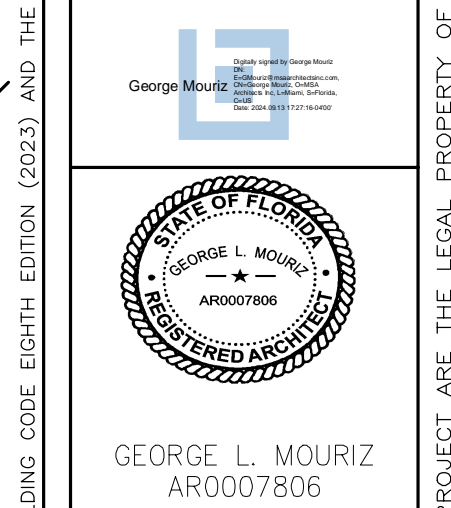 LDING CODE EIGHTH EDITION (2023) AND THE
George Mouriz
Digitally signed by George Mouriz
DN:
E=GMouriz@msaarchitectsinc.com,
CN=George Mouriz, O=MSA
Architects Inc, L=Miami, S=Florida,
C=US
Date: 2024.09.13 17:27:16-04'00'
STATE OF FLORIDA
GEORGE L. MOURIZ
AR0007806
REGISTERED ARCHITECT
GEORGE L. MOURIZ
AR0007806
PROJECT ARE THE LEGAL PROPERTY OF